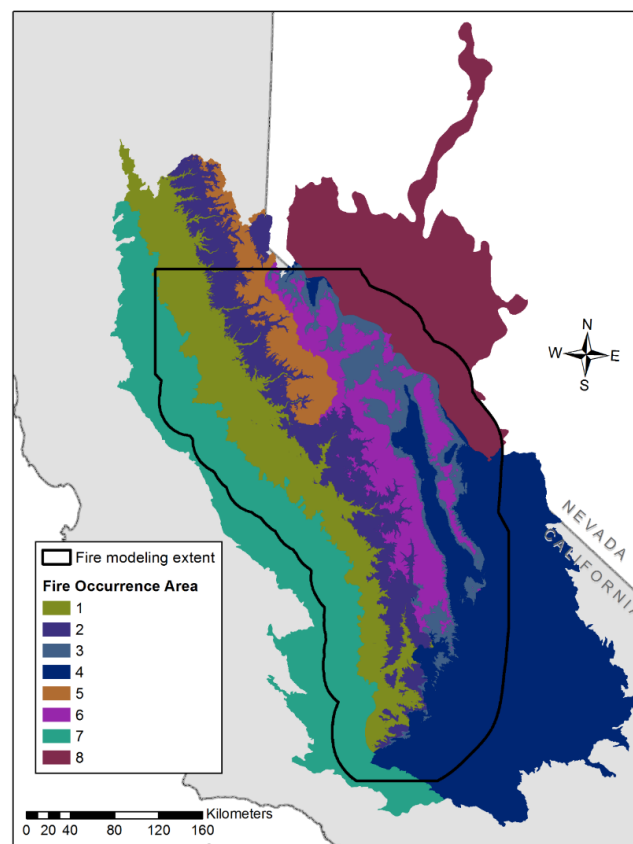 N
W E
S
NEVADA
CALIFORNIA
Fire modeling extent
Fire Occurrence Area
1
2
3
4
5
6
7
8
Kilometers
0 20 40 80 120 160